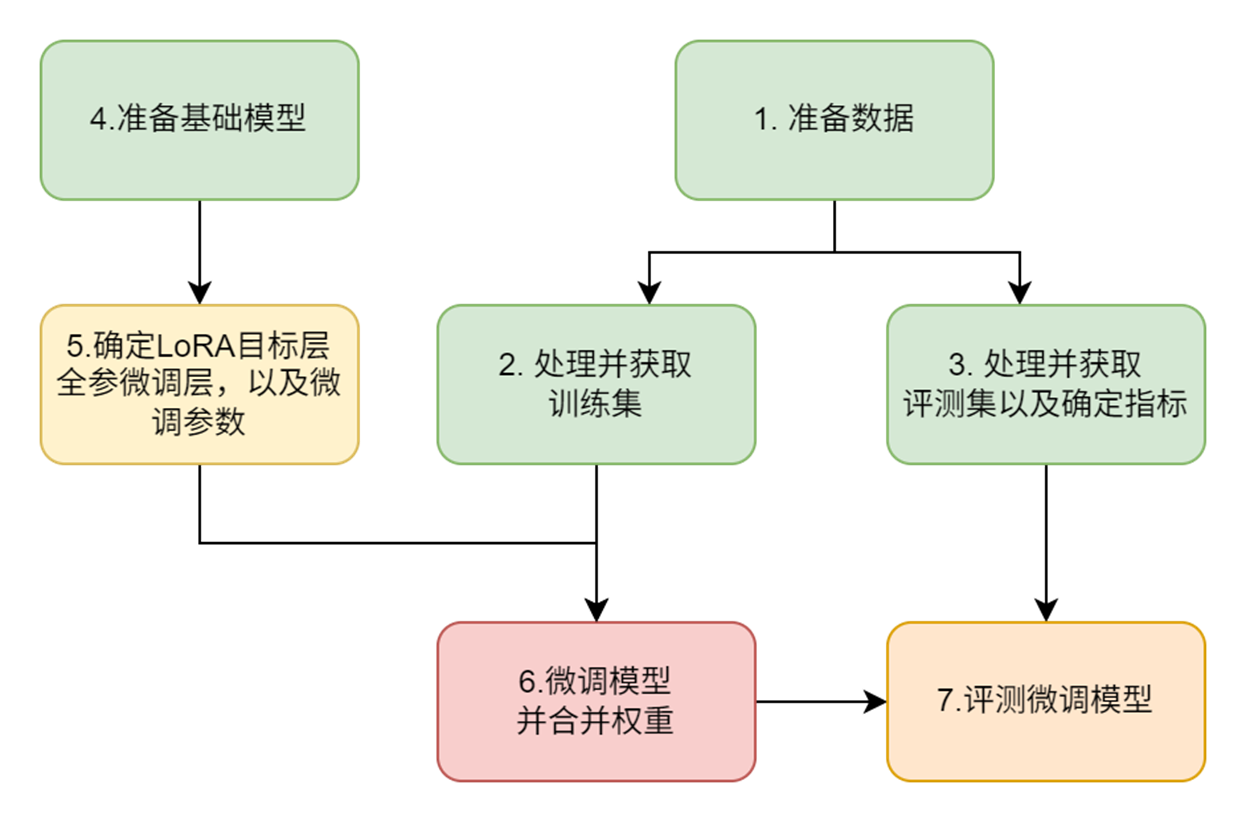 4.准备基础模型
1. 准备数据
5.确定LoRA目标层
全参微调层，以及微
调参数
2. 处理并获取
训练集
3. 处理并获取
评测集以及确定指标
6.微调模型
并合并权重
7.评测微调模型